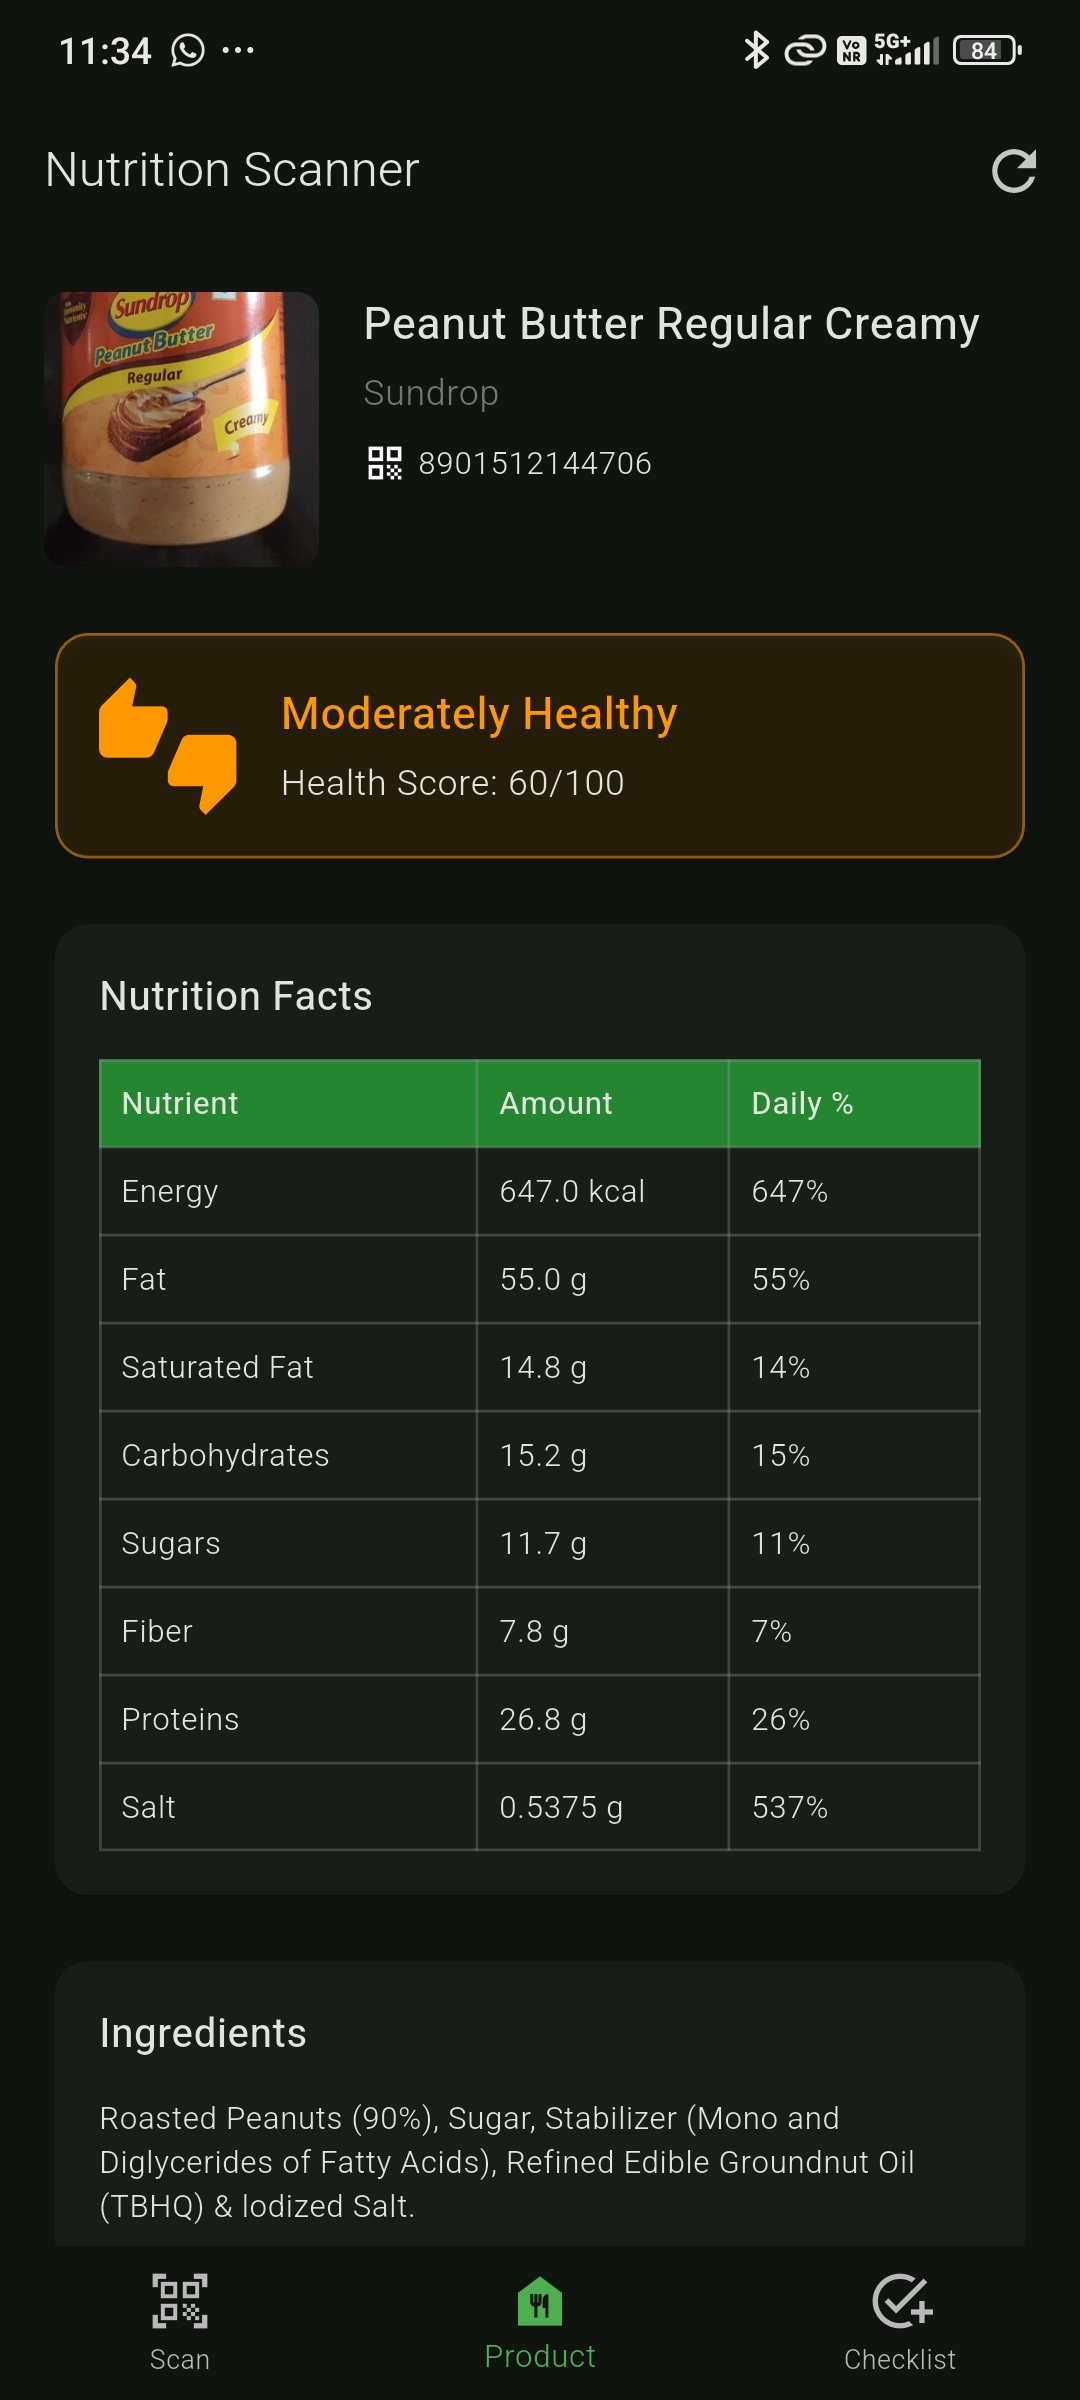 11:34
Vo NR 5G+ 84
Nutrition Scanner
Sundrop
Peanut Butter
Regular
Creamy
Peanut Butter Regular Creamy
Sundrop
8901512144706
Moderately Healthy
Health Score: 60/100
Nutrition Facts
Nutrient Amount Daily %
Energy 647.0 kcal 647%
Fat 55.0 g 55%
Saturated Fat 14.8 g 14%
Carbohydrates 15.2 g 15%
Sugars 11.7 g 11%
Fiber 7.8 g 7%
Proteins 26.8 g 26%
Salt 0.5375 g 537%
Ingredients
Roasted Peanuts (90%), Sugar, Stabilizer (Mono and
Diglycerides of Fatty Acids), Refined Edible Groundnut Oil
(TBHQ) & lodized Salt.
Scan Product Checklist